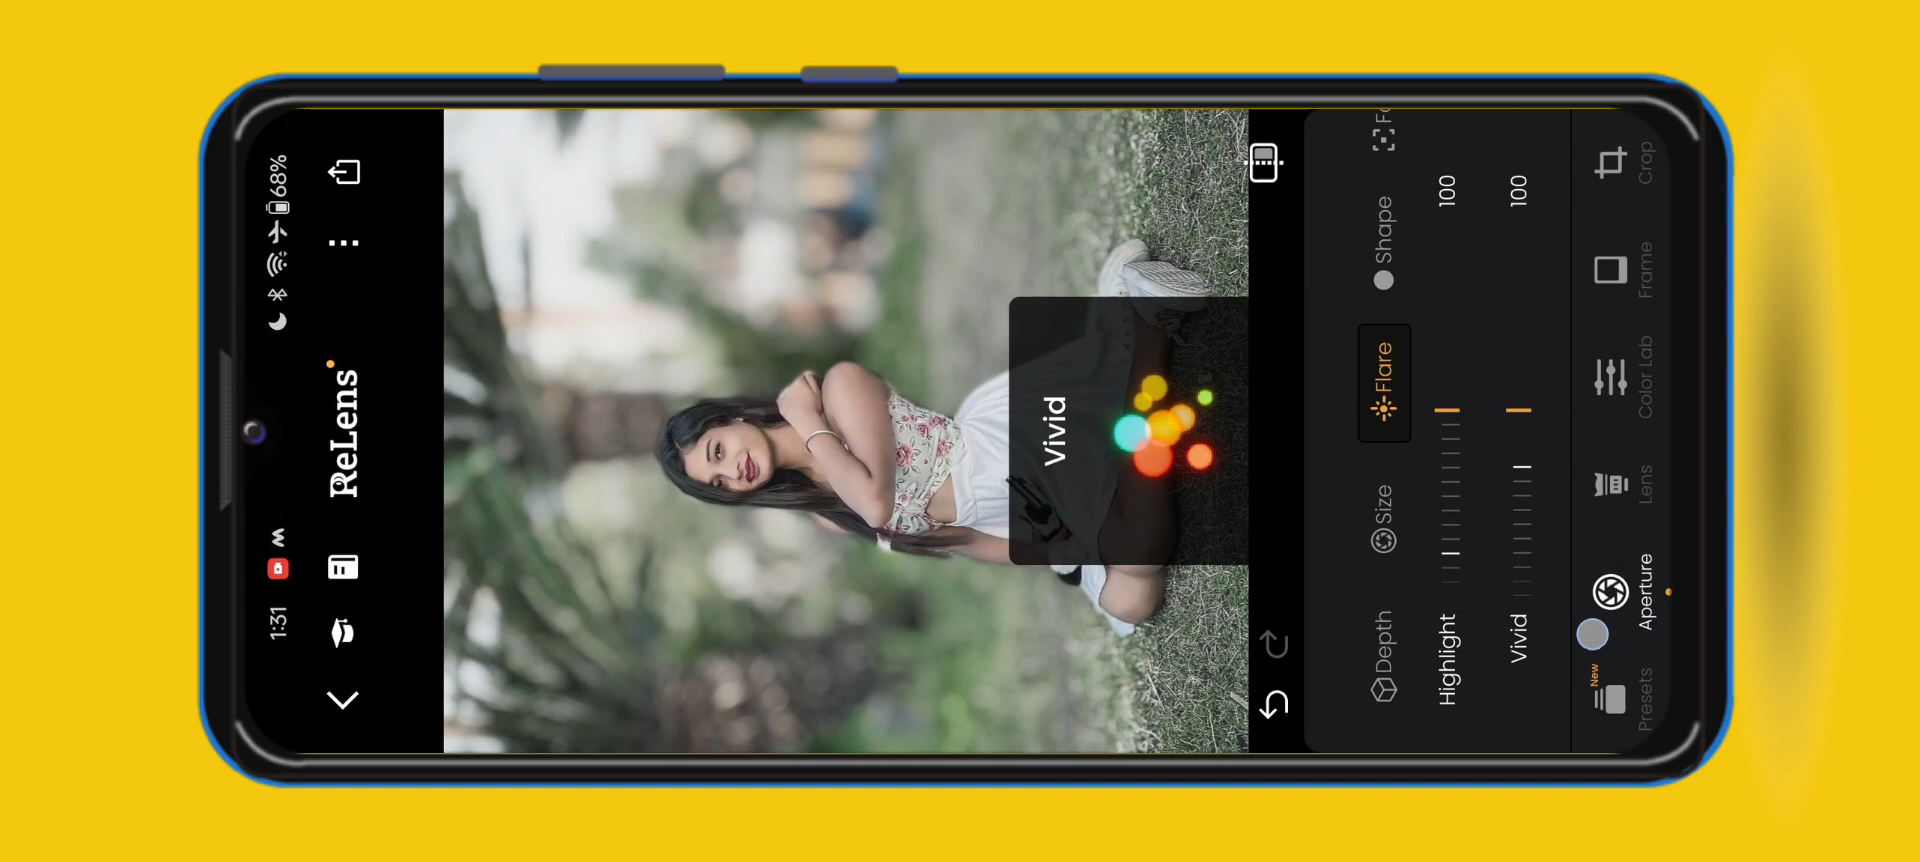 1:31
68%
ReLens
Vivid
Depth
Size
Flare
Shape
Fo
Highlight
100
Vivid
100
New
Presets
Aperture
Lens
Color Lab
Frame
Crop